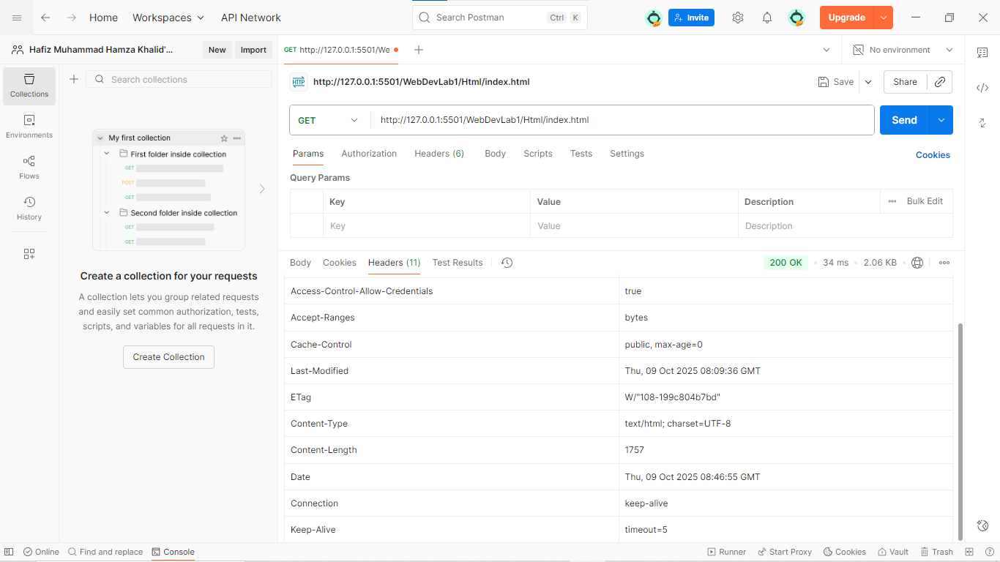 Home Workspaces API Network Search Postman Ctrl K Invite Upgrade
Hafiz Muhammad Hamza Khalid'... New Import GET http://127.0.0.1:5501/We No environment
Collections
Environments
Flows
History
Search collections
My first collection
First folder inside collection
GET
POST
GET
Second folder inside collection
GET
GET
Create a collection for your requests
A collection lets you group related requests
and easily set common authorization, tests,
scripts, and variables for all requests in it.
Create Collection
HTTP http://127.0.0.1:5501/WebDevLab1/Html/index.html Save Share
GET http://127.0.0.1:5501/WebDevLab1/Html/index.html Send
Params Authorization Headers (6) Body Scripts Tests Settings Cookies
Query Params
Key Value Description Bulk Edit
Key Value Description
Body Cookies Headers (11) Test Results 200 OK 34 ms 2.06 KB
Access-Control-Allow-Credentials true
Accept-Ranges bytes
Cache-Control public, max-age=0
Last-Modified Thu, 09 Oct 2025 08:09:36 GMT
ETag W/"108-199c804b7bd"
Content-Type text/html; charset=UTF-8
Content-Length 1757
Date Thu, 09 Oct 2025 08:46:55 GMT
Connection keep-alive
Keep-Alive timeout=5
Online Find and replace Console Runner Start Proxy Cookies Vault Trash